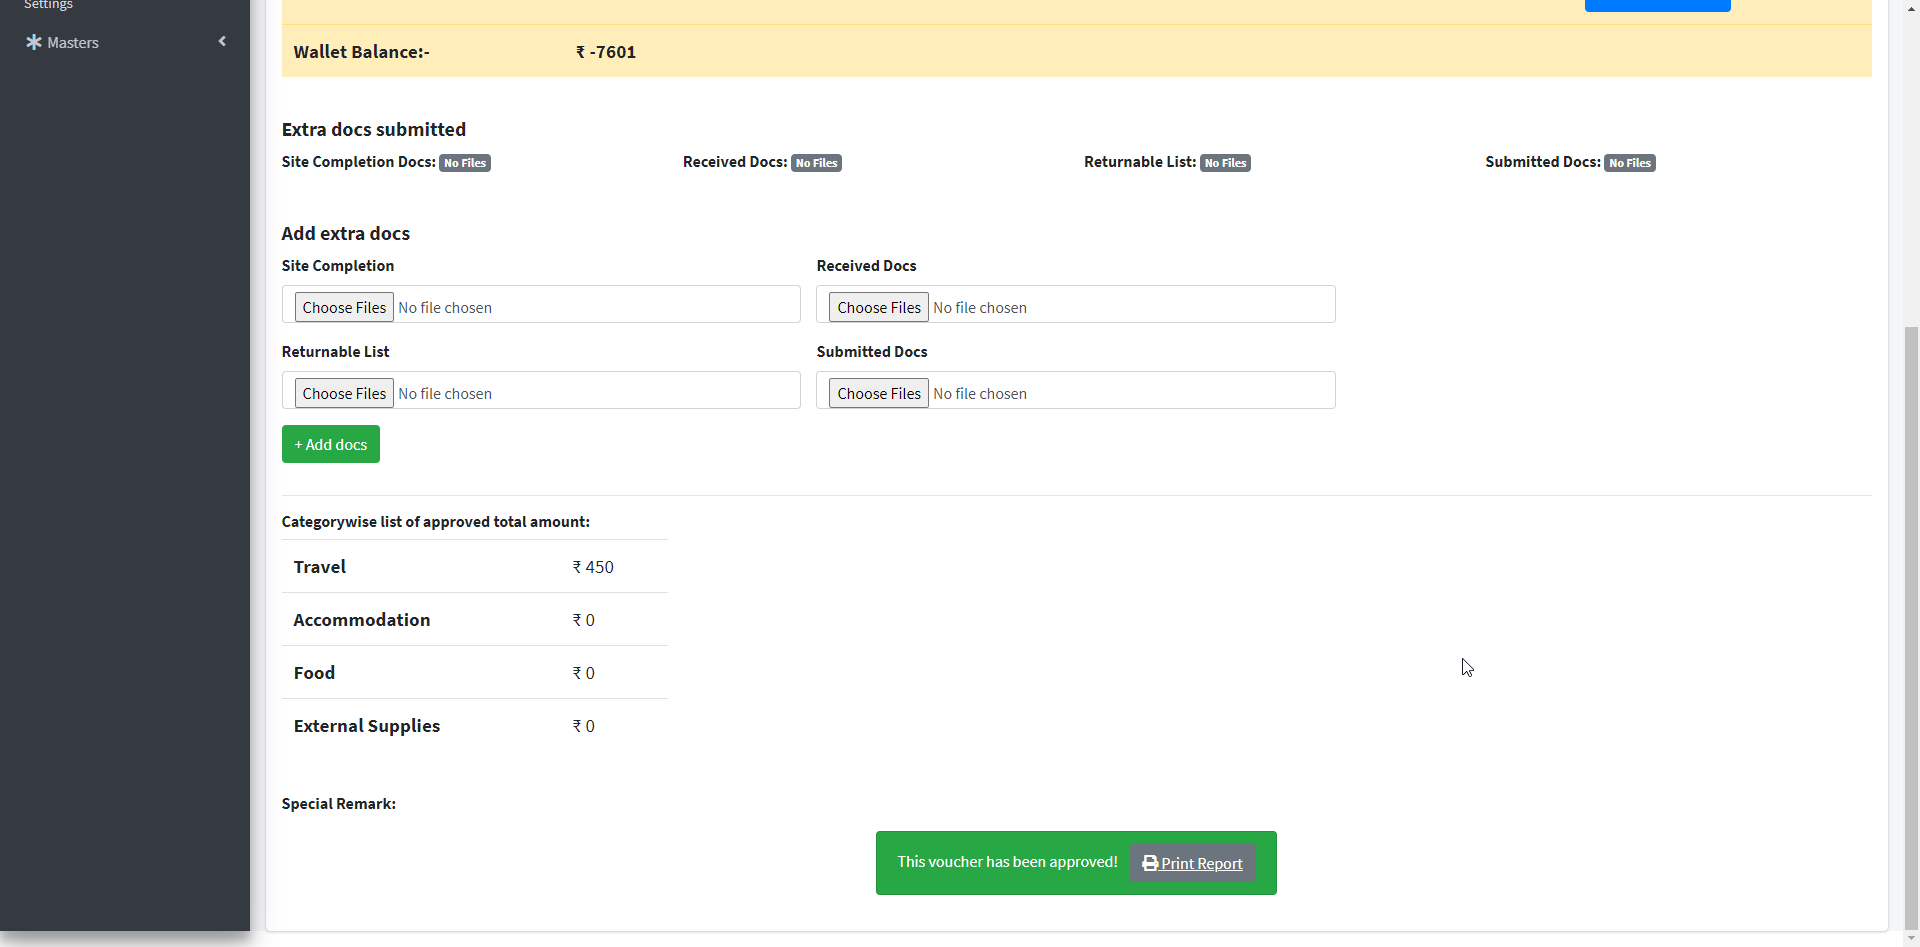 Settings
Masters
Wallet Balance:- ₹ -7601
Extra docs submitted
Site Completion Docs: No Files Received Docs: No Files Returnable List: No Files Submitted Docs: No Files
Add extra docs
Site Completion Received Docs
Choose Files No file chosen Choose Files No file chosen
Returnable List Submitted Docs
Choose Files No file chosen Choose Files No file chosen
+ Add docs
Categorywise list of approved total amount:
Travel ₹ 450
Accommodation ₹ 0
Food ₹ 0
External Supplies ₹ 0
Special Remark:
This voucher has been approved! Print Report